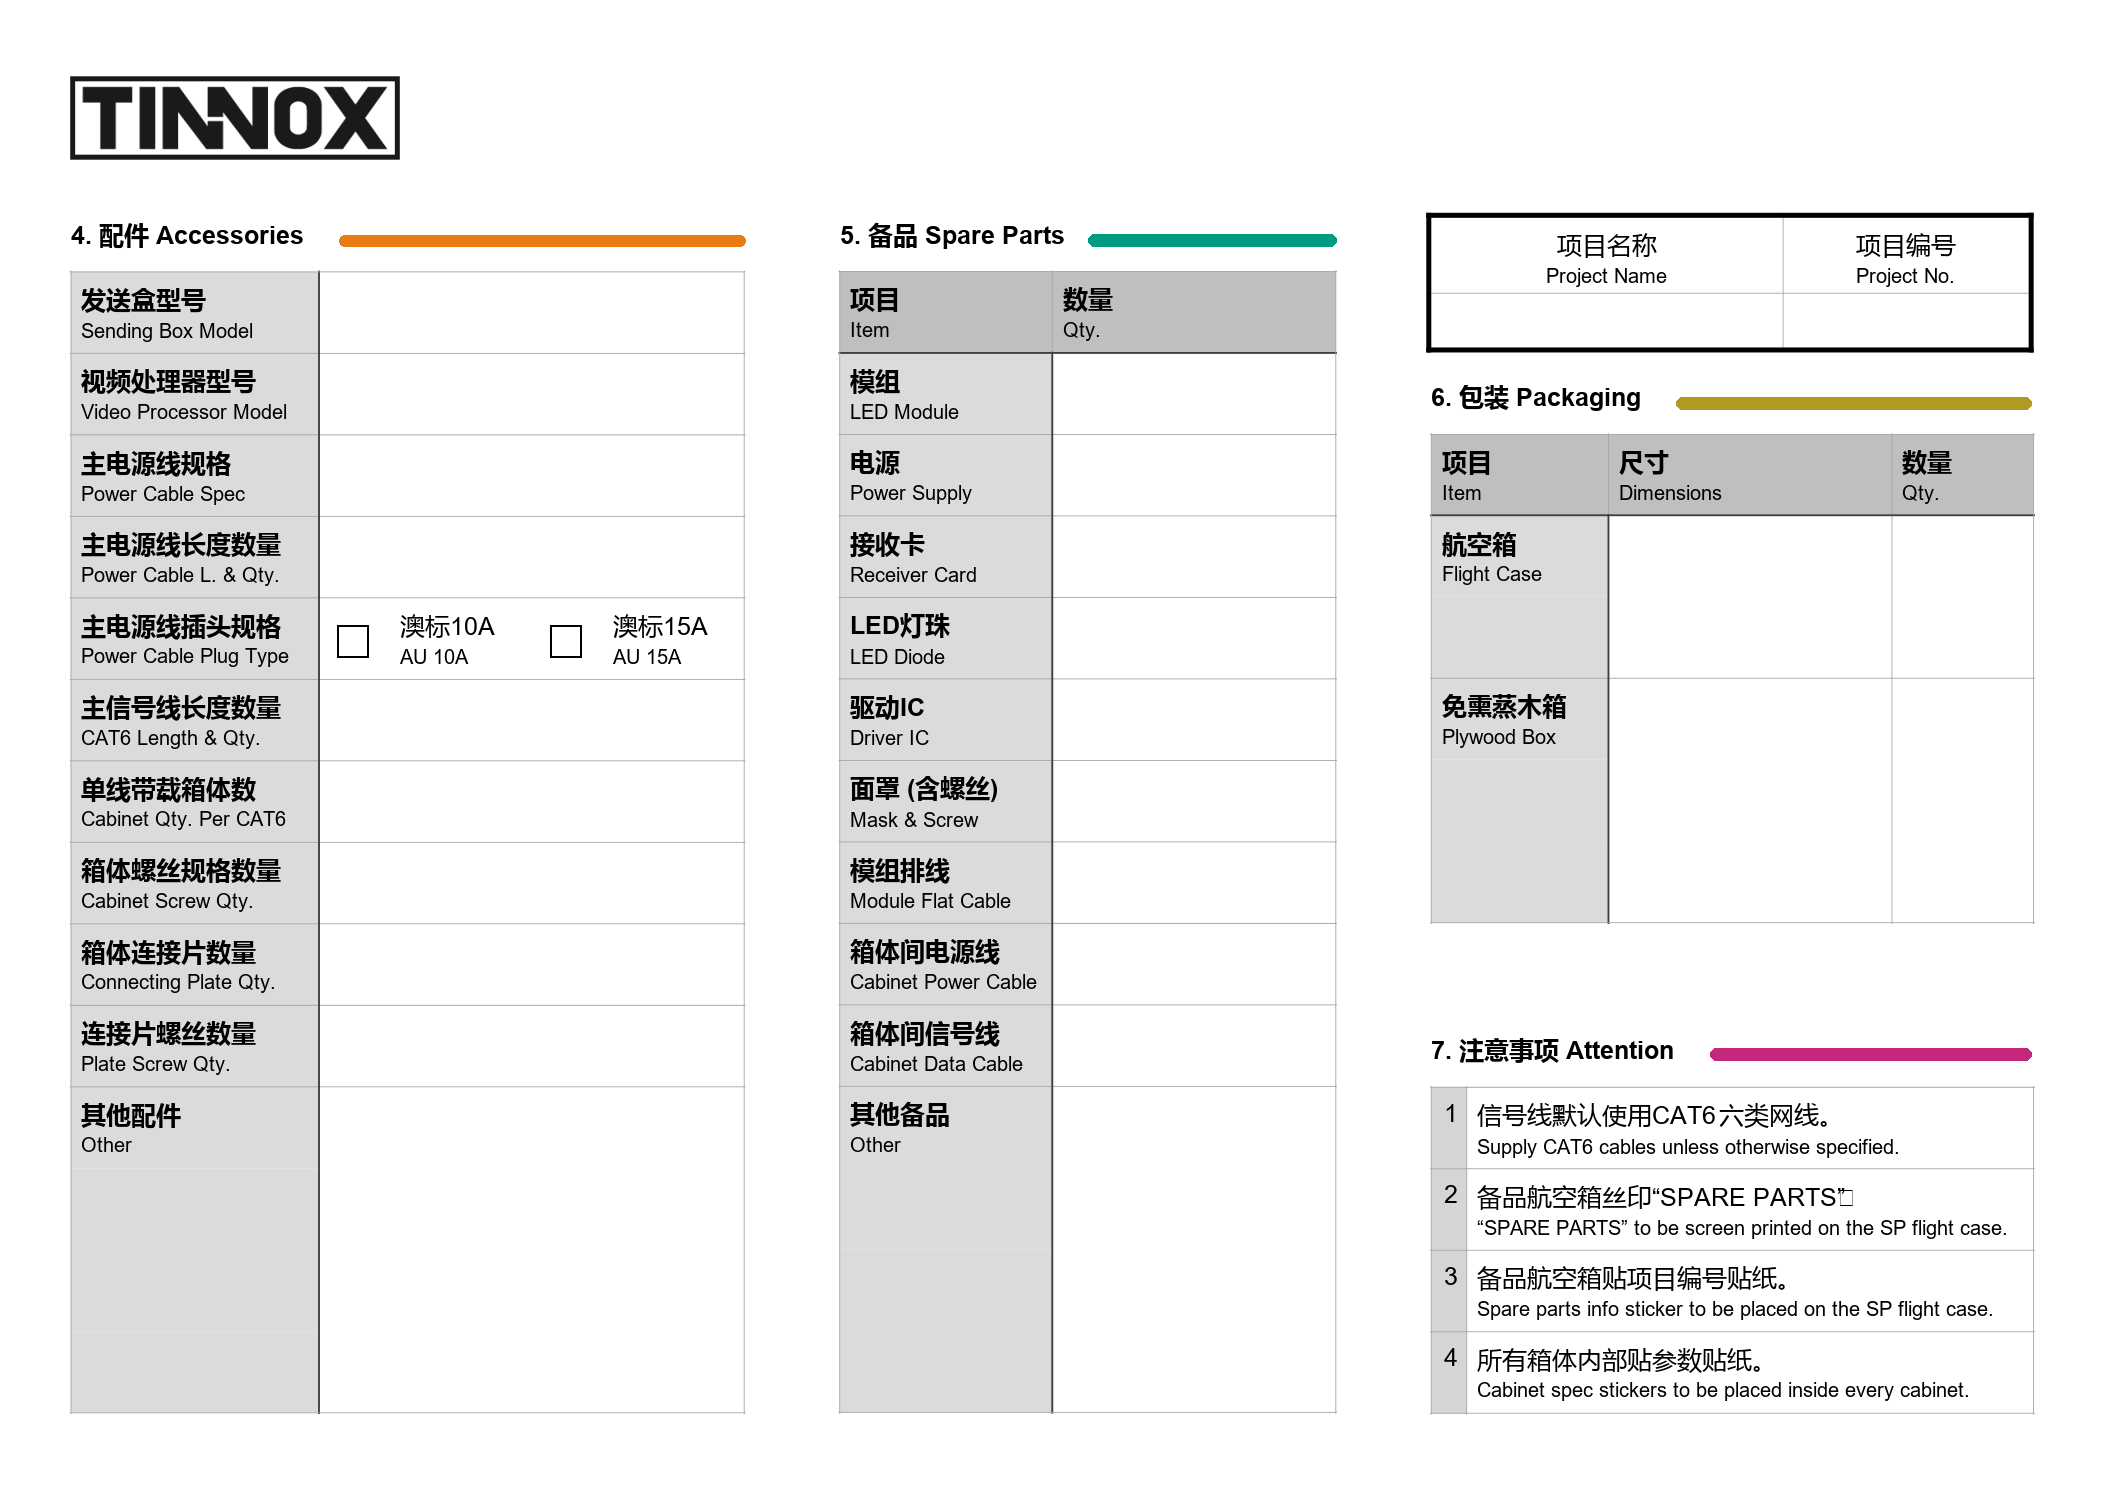 TINNOX
4. 配件 Accessories
发送盒型号
Sending Box Model
视频处理器型号
Video Processor Model
主电源线规格
Power Cable Spec
主电源线长度数量
Power Cable L. & Qty.
主电源线插头规格
Power Cable Plug Type
澳标10A
AU 10A
澳标15A
AU 15A
主信号线长度数量
CAT6 Length & Qty.
单线带载箱体数
Cabinet Qty. Per CAT6
箱体螺丝规格数量
Cabinet Screw Qty.
箱体连接片数量
Connecting Plate Qty.
连接片螺丝数量
Plate Screw Qty.
其他配件
Other
5. 备品 Spare Parts
项目
Item
数量
Qty.
模组
LED Module
电源
Power Supply
接收卡
Receiver Card
LED灯珠
LED Diode
驱动IC
Driver IC
面罩 (含螺丝)
Mask & Screw
模组排线
Module Flat Cable
箱体间电源线
Cabinet Power Cable
箱体间信号线
Cabinet Data Cable
其他备品
Other
项目名称
Project Name
项目编号
Project No.
6. 包装 Packaging
项目
Item
尺寸
Dimensions
数量
Qty.
航空箱
Flight Case
免熏蒸木箱
Plywood Box
7. 注意事项 Attention
1 信号线默认使用CAT6六类网线。
Supply CAT6 cables unless otherwise specified.
2 备品航空箱丝印“SPARE PARTS”
“SPARE PARTS” to be screen printed on the SP flight case.
3 备品航空箱贴项目编号贴纸。
Spare parts info sticker to be placed on the SP flight case.
4 所有箱体内部贴参数贴纸。
Cabinet spec stickers to be placed inside every cabinet.